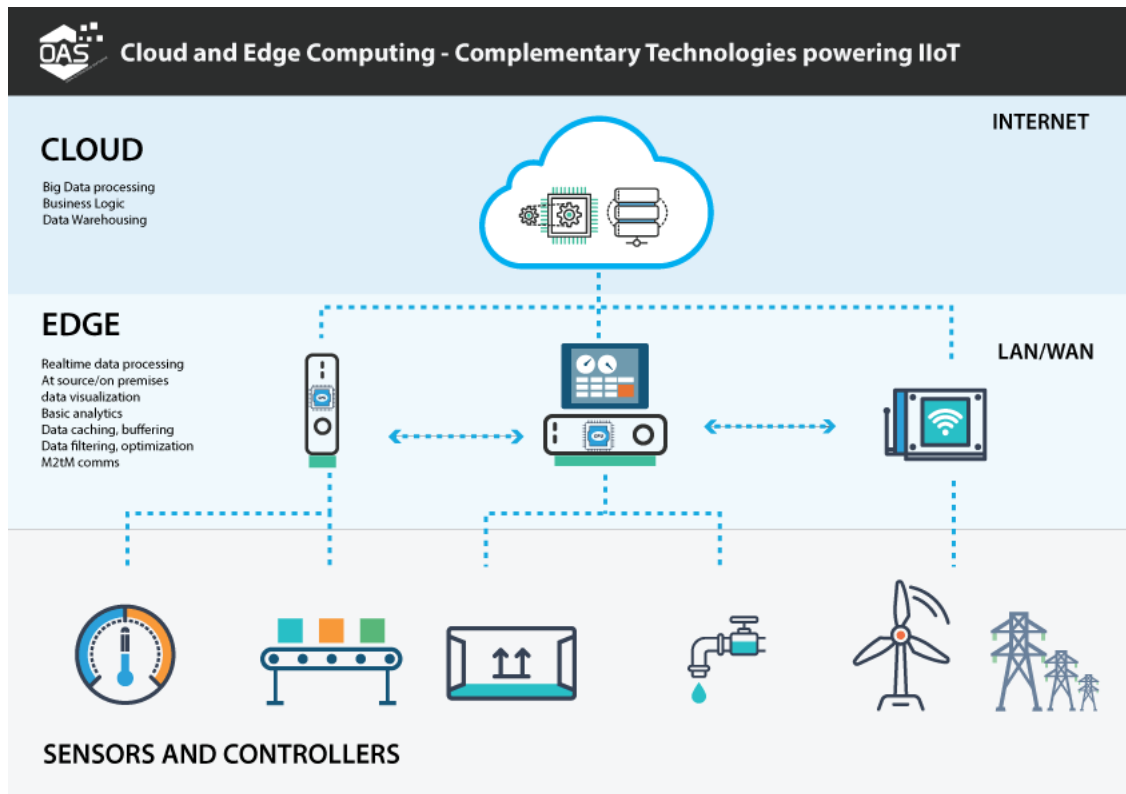 OAS
Cloud and Edge Computing - Complementary Technologies powering IIoT
INTERNET
CLOUD
Big Data processing
Business Logic
Data Warehousing
EDGE
LAN/WAN
Realtime data processing
At source/on premises
data visualization
Basic analytics
Data caching, buffering
Data filtering, optimization
M2tM comms
CPU
CPU
SENSORS AND CONTROLLERS